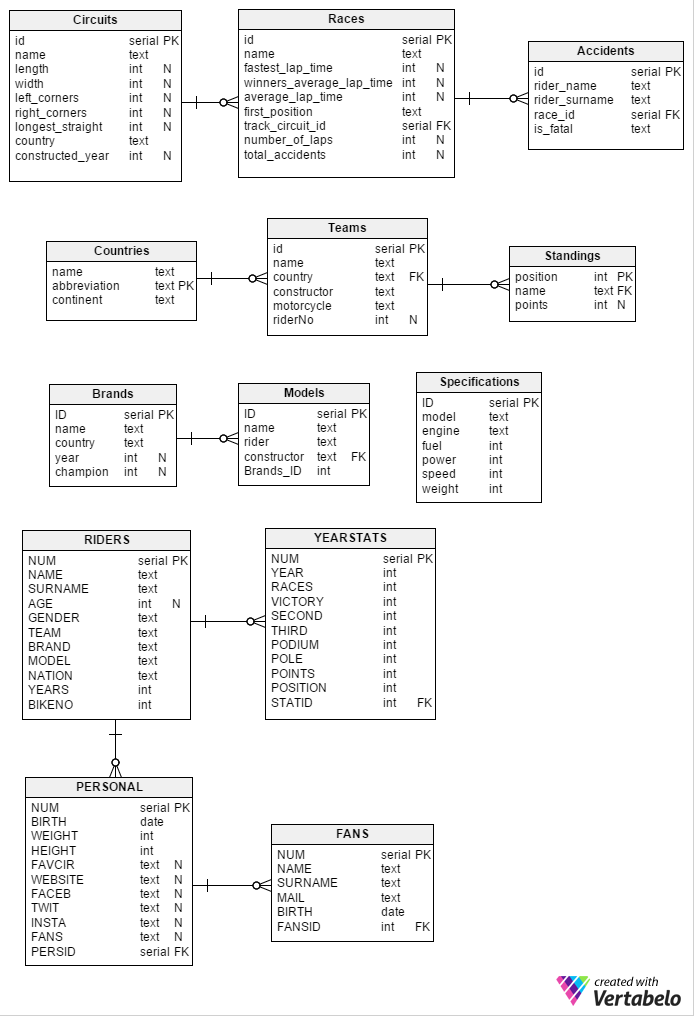 Circuits
id serial PK
name text
length int N
width int N
left_corners int N
right_corners int N
longest_straight int N
country text
constructed_year int N
Races
id serial PK
name text
fastest_lap_time int N
winners_average_lap_time int N
average_lap_time int N
first_position text
track_circuit_id serial FK
number_of_laps int N
total_accidents int N
Accidents
id serial PK
rider_name text
rider_surname text
race_id serial FK
is_fatal text
Countries
name text
abbreviation text PK
continent text
Teams
id serial PK
name text
country text FK
constructor text
motorcycle text
riderNo int N
Standings
position int PK
name text FK
points int N
Brands
ID serial PK
name text
country text
year int N
champion int N
Models
ID serial PK
name text
rider text
constructor text FK
Brands_ID int
Specifications
ID serial PK
model text
engine text
fuel int
power int
speed int
weight int
RIDERS
NUM serial PK
NAME text
SURNAME text
AGE int N
GENDER text
TEAM text
BRAND text
MODEL text
NATION text
YEARS int
BIKENO int
YEARSTATS
NUM serial PK
YEAR int
RACES int
VICTORY int
SECOND int
THIRD int
PODIUM int
POLE int
POINTS int
POSITION int
STATID int FK
PERSONAL
NUM serial PK
BIRTH date
WEIGHT int
HEIGHT int
FAVCIR text N
WEBSITE text N
FACEB text N
TWIT text N
INSTA text N
FANS text N
PERSID serial FK
FANS
NUM serial PK
NAME text
SURNAME text
MAIL text
BIRTH date
FANSID int FK
created with
Vertabelo